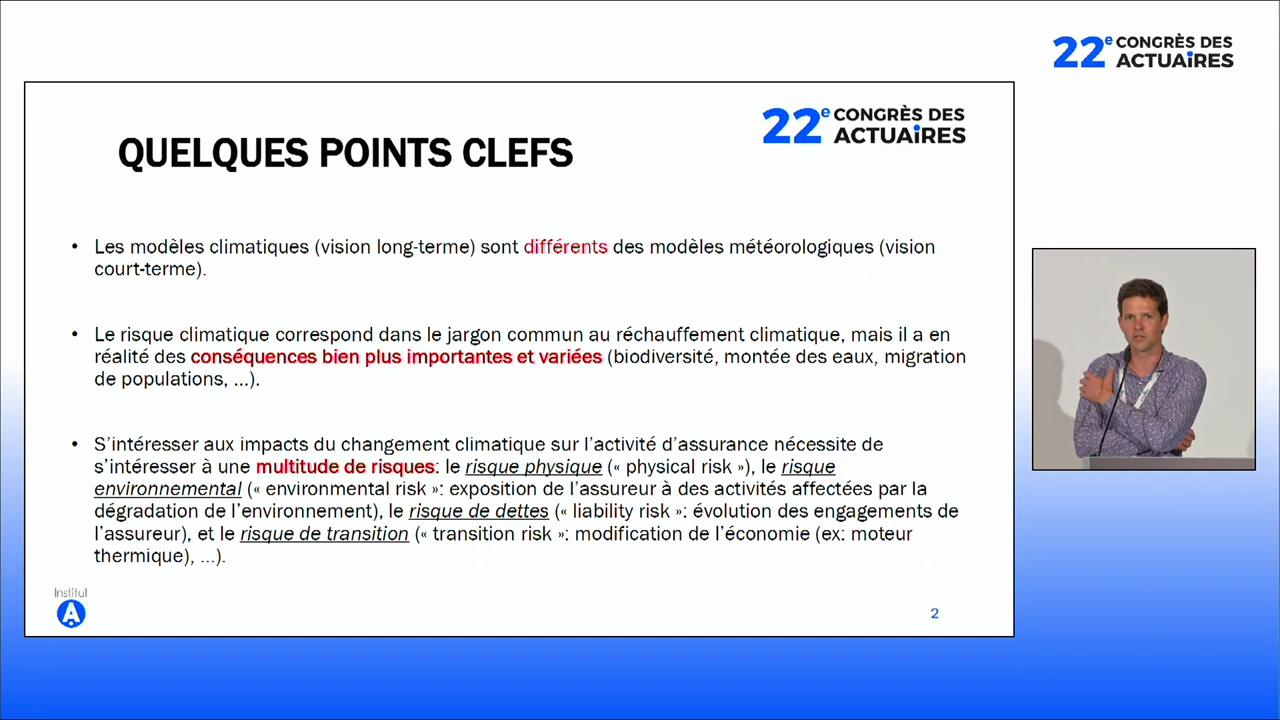 22e CONGRÈS DES
ACTUAiRES
22e CONGRÈS DES
ACTUAiRES
QUELQUES POINTS CLEFS
• Les modèles climatiques (vision long-terme) sont différents des modèles météorologiques (vision
court-terme).
• Le risque climatique correspond dans le jargon commun au réchauffement climatique, mais il a en
réalité des conséquences bien plus importantes et variées (biodiversité, montée des eaux, migration
de populations, ...).
• S'intéresser aux impacts du changement climatique sur l'activité d'assurance nécessite de
s'intéresser à une multitude de risques: le risque physique (« physical risk »), le risque
environnemental (« environmental risk »: exposition de l'assureur à des activités affectées par la
dégradation de l'environnement), le risque de dettes (« liability risk »: évolution des engagements de
l'assureur), et le risque de transition (« transition risk »: modification de l'économie (ex: moteur
thermique), ...).
Institut
A
2